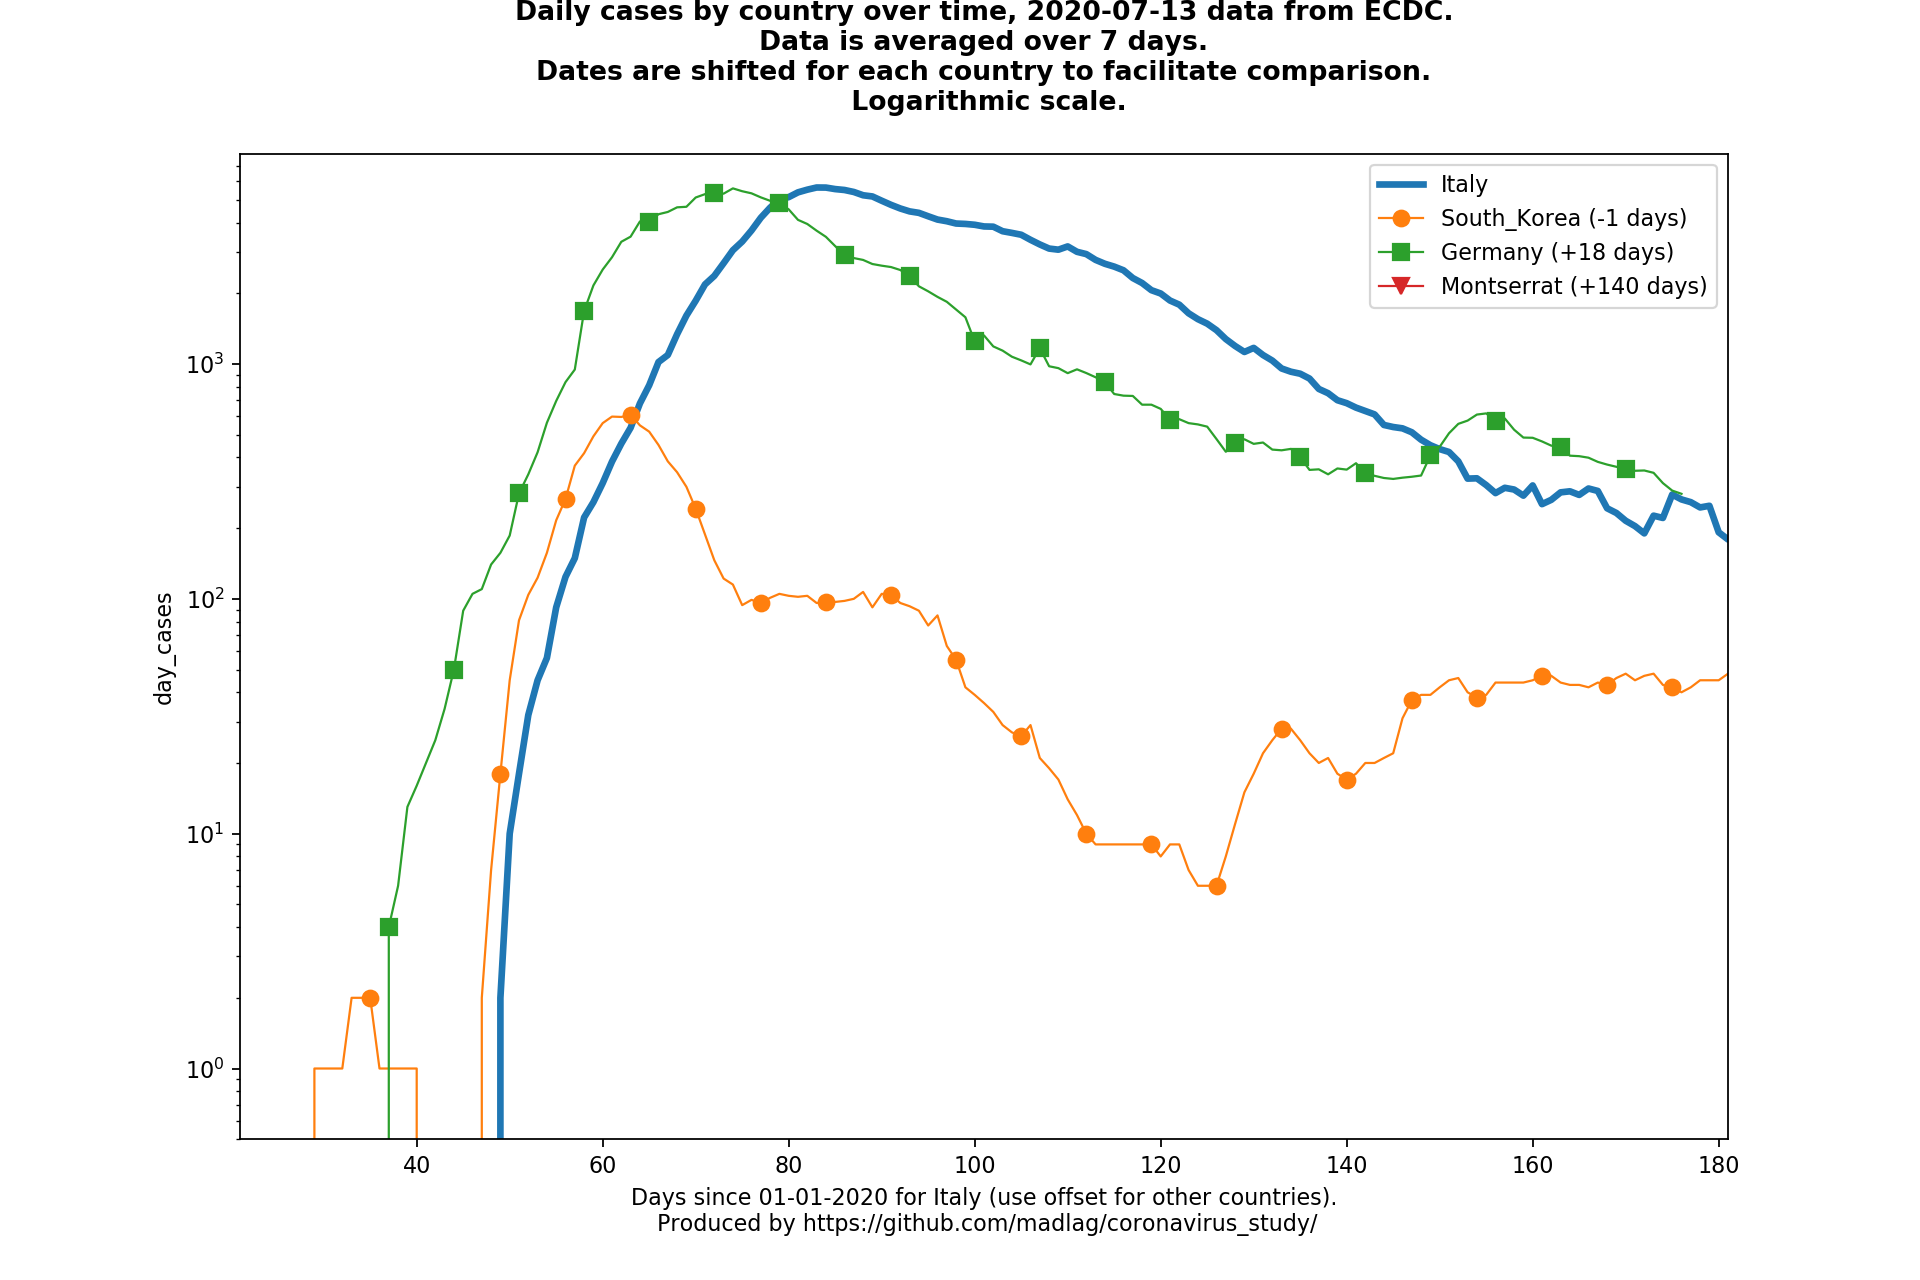 Daily cases by country over time, 2020-07-13 data from ECDC.
Data is averaged over 7 days.
Dates are shifted for each country to facilitate comparison.
Logarithmic scale.
Italy
South_Korea (-1 days)
Germany (+18 days)
Montserrat (+140 days)
10³
10²
10¹
10⁰
day_cases
40 60 80 100 120 140 160 180
Days since 01-01-2020 for Italy (use offset for other countries).
Produced by https://github.com/madlag/coronavirus_study/